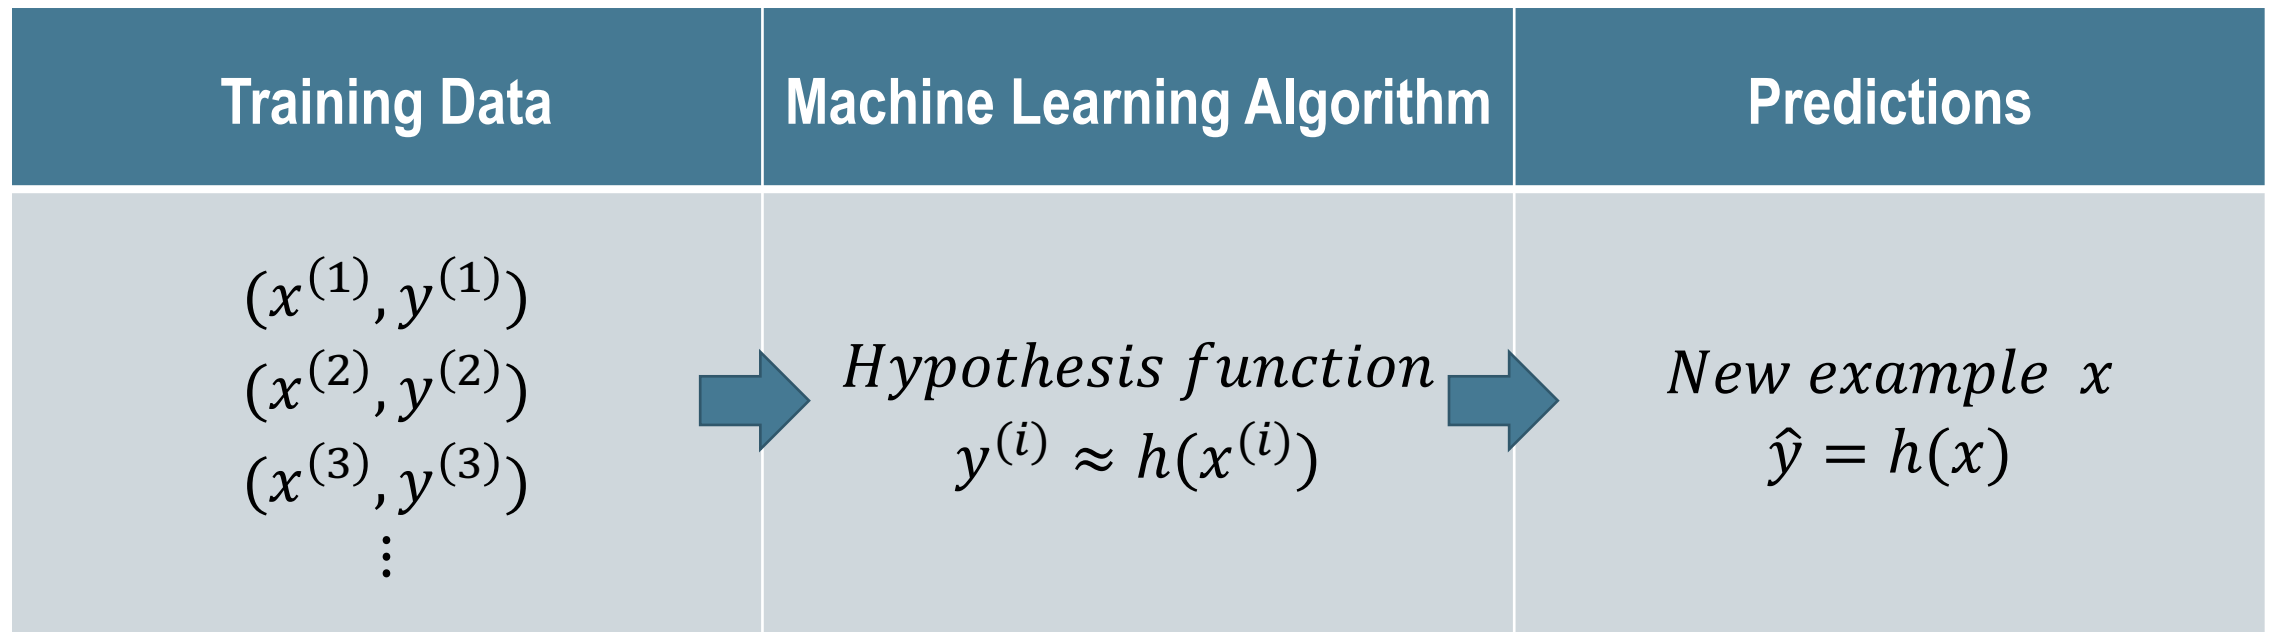 Training Data
Machine Learning Algorithm
Predictions
(x⁽¹⁾, y⁽¹⁾)
(x⁽²⁾, y⁽²⁾)
(x⁽³⁾, y⁽³⁾)
⋮
Hypothesis function
y⁽ⁱ⁾ ≈ h(x⁽ⁱ⁾)
New example x
ŷ = h(x)